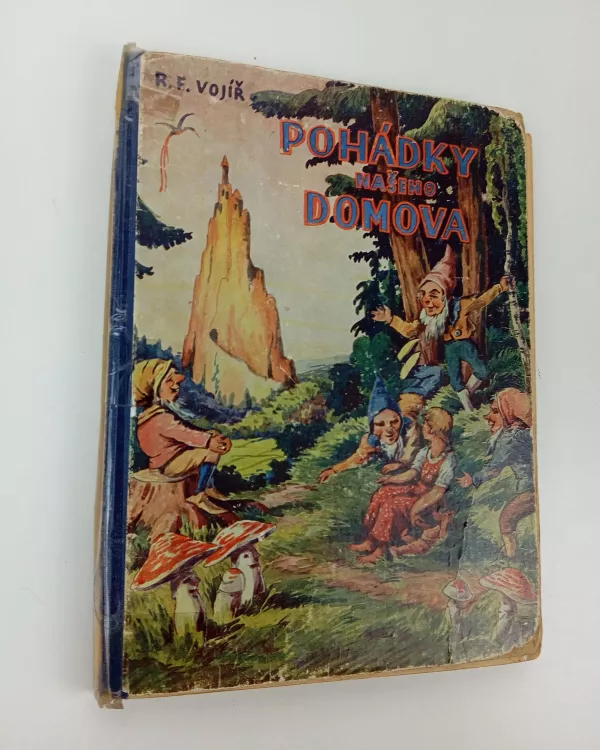 R. F. VOJÍŘ
POHÁDKY
NAŠEHO
DOMOVA